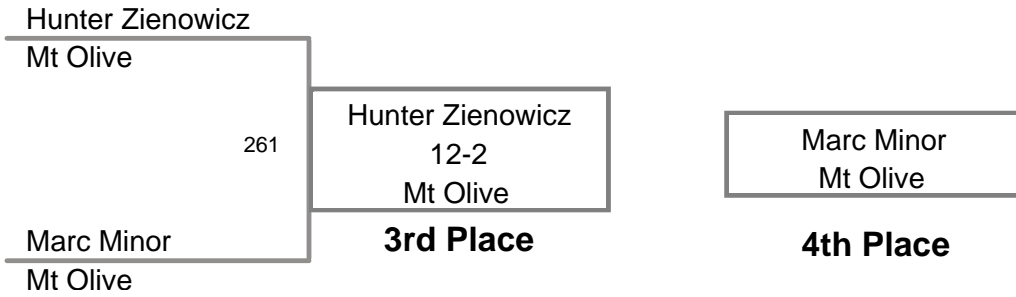 Hunter Zienowicz
Mt Olive
261
Marc Minor
Mt Olive
Hunter Zienowicz
12-2
Mt Olive
3rd Place
Marc Minor
Mt Olive
4th Place